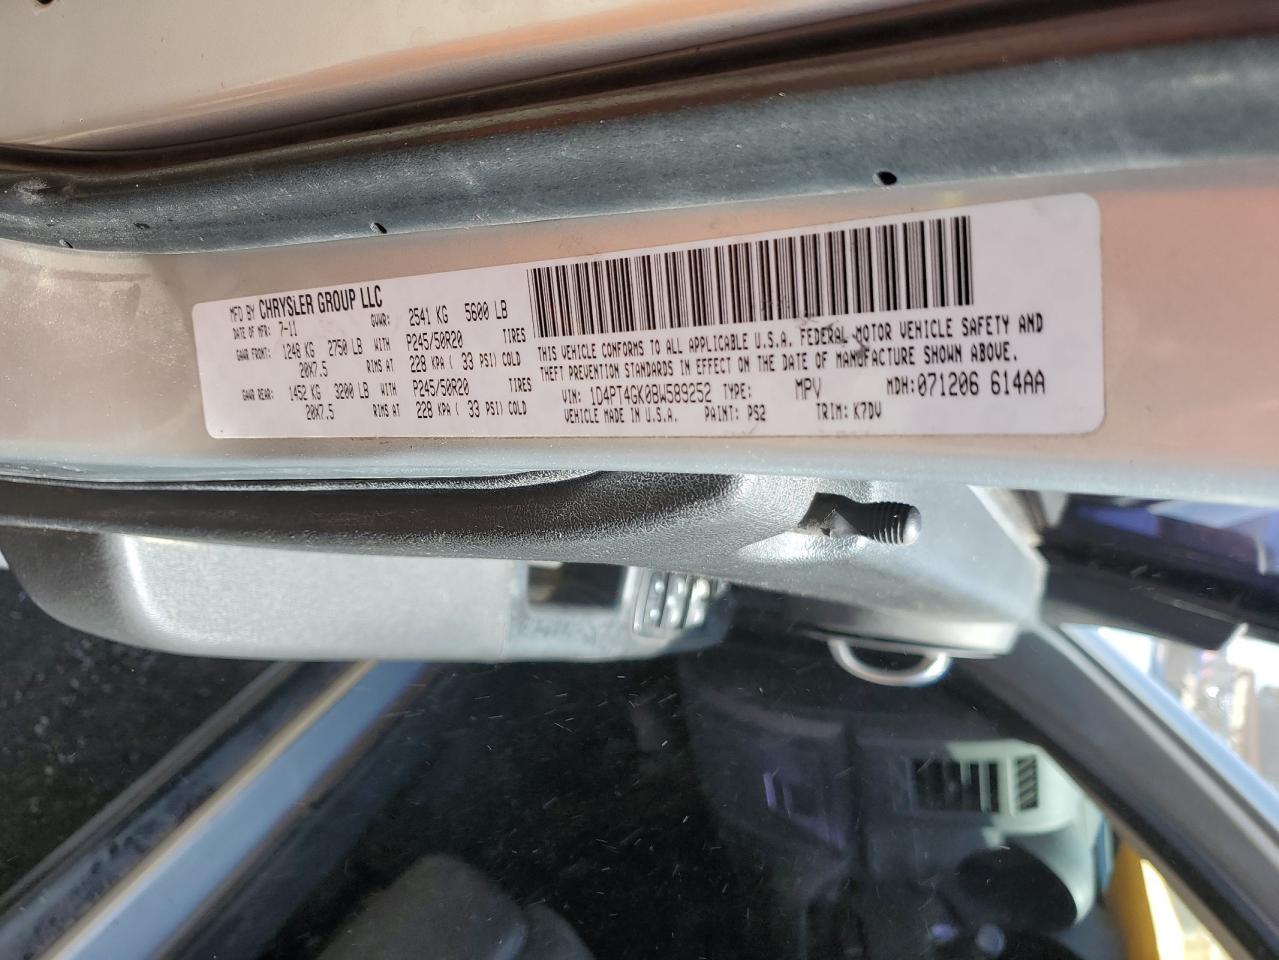 MFD BY CHRYSLER GROUP LLC
DATE OF MFR: 7-11 GVWR: 2541 KG 5600 LB
GAWR FRONT: 1248 KG 2750 LB WITH P245/50R20 TIRES
20X7.5 RIMS AT 228 KPA ( 33 PSI) COLD
GAWR REAR: 1452 KG 3200 LB WITH P245/50R20 TIRES
20X7.5 RIMS AT 228 KPA ( 33 PSI) COLD
THIS VEHICLE CONFORMS TO ALL APPLICABLE U.S.A. FEDERAL MOTOR VEHICLE SAFETY AND
THEFT PREVENTION STANDARDS IN EFFECT ON THE DATE OF MANUFACTURE SHOWN ABOVE.
VIN: 1D4PT4GK0BW589252 TYPE: MPV MDH: 071206 614AA
VEHICLE MADE IN U.S.A. PAINT: PS2 TRIM: K7DV